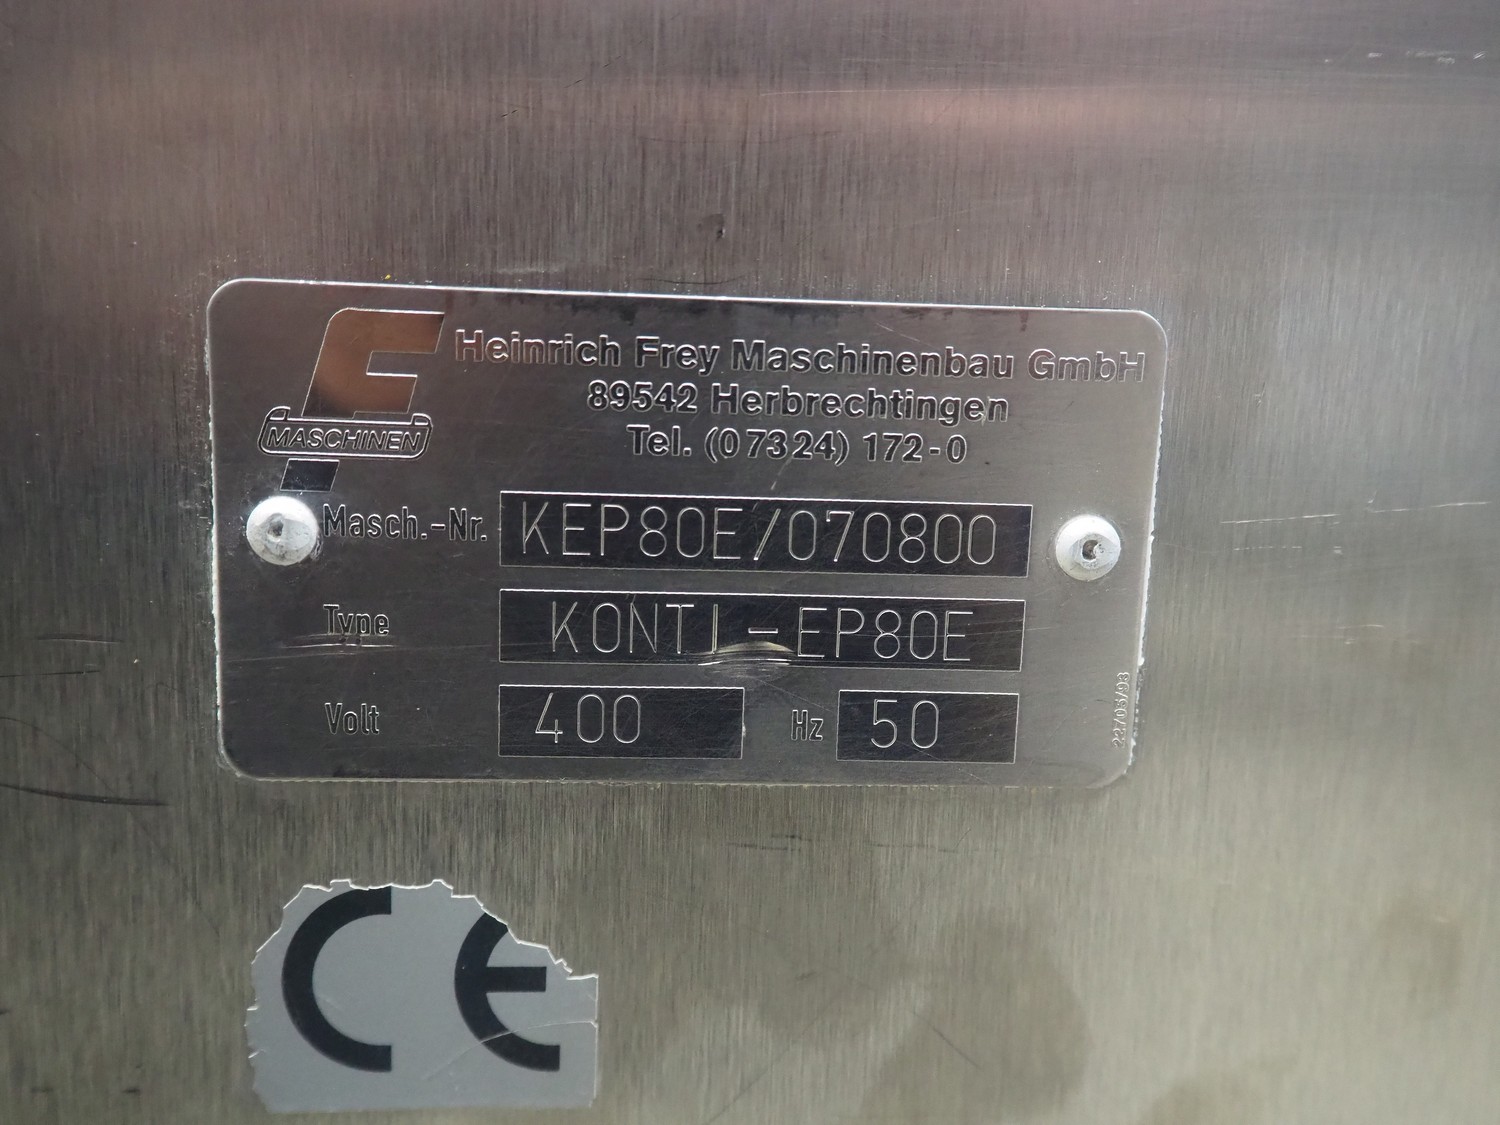 Heinrich Frey Maschinenbau GmbH
89542 Herbrechtingen
Tel. (07324) 172-0
MASCHINEN
Masch.-Nr. KEP80E/070800
Type KONTI-EP80E
Volt 400 Hz 50
CE